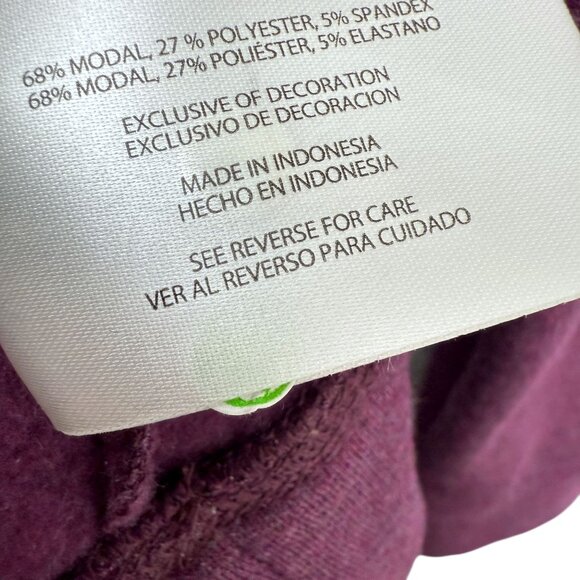 68% MODAL, 27 % POLYESTER, 5% SPANDEX
68% MODAL, 27% POLIÉSTER, 5% ELASTANO
EXCLUSIVE OF DECORATION
EXCLUSIVO DE DECORACION
MADE IN INDONESIA
HECHO EN INDONESIA
SEE REVERSE FOR CARE
VER AL REVERSO PARA CUIDADO